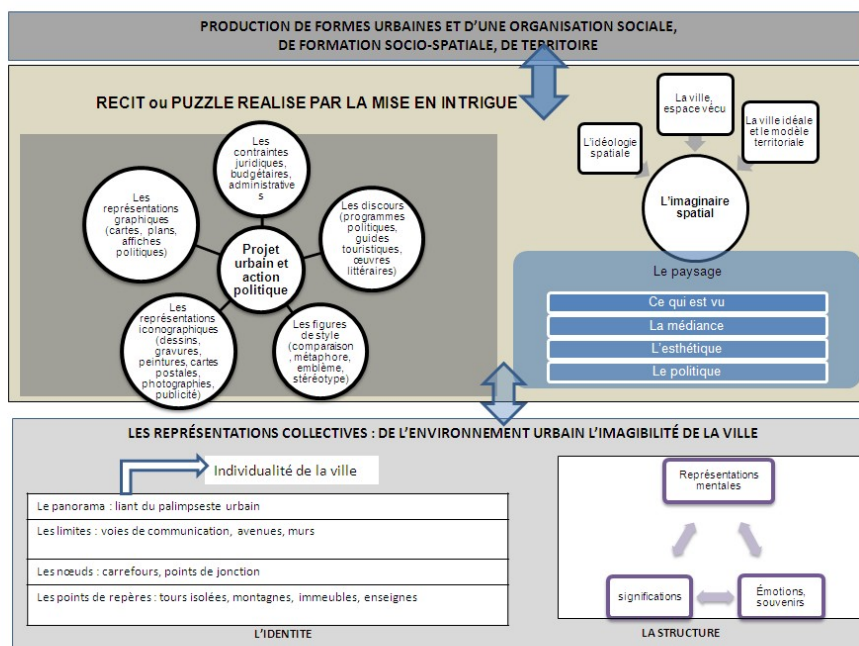 PRODUCTION DE FORMES URBAINES ET D'UNE ORGANISATION SOCIALE,
DE FORMATION SOCIO-SPATIALE, DE TERRITOIRE
RECIT ou PUZZLE REALISE PAR LA MISE EN INTRIGUE
Les
contraintes
juridiques,
budgétaires,
administrative
s
Les
représentations
graphiques
(cartes, plans,
affiches
politiques)
Les discours
(programmes
politiques,
guides
touristiques,
œuvres
littéraires)
Projet
urbain et
action
politique
Les
représentations
iconographiques
(dessins,
gravures,
peintures, cartes
postales,
photographies,
publicité)
Les figures
de style
(comparaison
, métaphore,
emblème,
stéréotype)
La ville,
espace vécu
L'idéologie
spatiale
La ville idéale
et le modèle
territoriale
L'imaginaire
spatial
Le paysage
Ce qui est vu
La médiance
L'esthétique
Le politique
LES REPRÉSENTATIONS COLLECTIVES : DE L'ENVIRONNEMENT URBAIN L'IMAGIBILITÉ DE LA VILLE
Individualité de la ville
Le panorama : liant du palimpseste urbain
Les limites : voies de communication, avenues, murs
Les nœuds : carrefours, points de jonction
Les points de repères : tours isolées, montagnes, immeubles, enseignes
L'IDENTITE
Représentations
mentales
significations
Émotions,
souvenirs
LA STRUCTURE